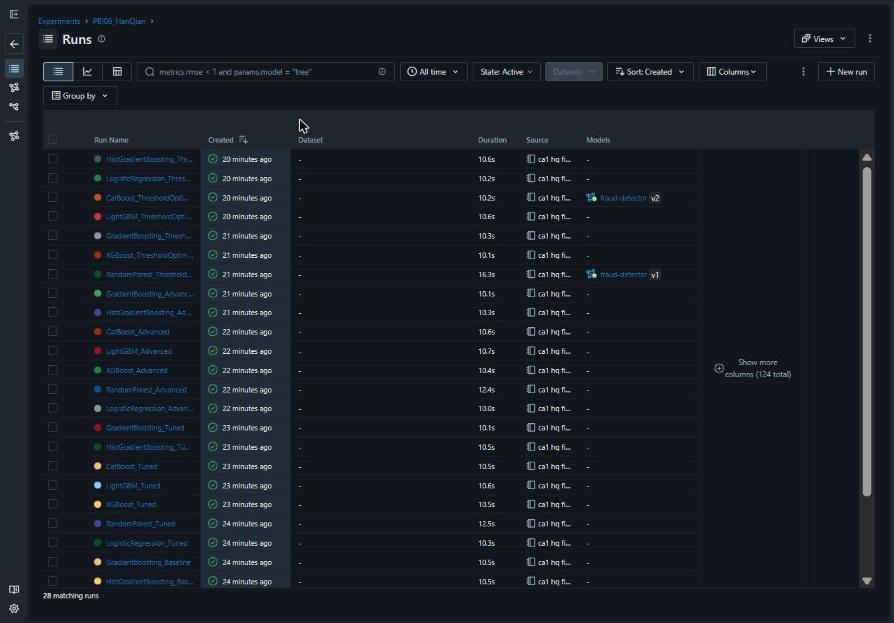 Experiments › PBI06_HanQian ›
Runs
Views
metrics.rmse < 1 and params.model = "tree"
All time
State: Active
Datasets
Sort: Created
Columns
New run
Group by
Run Name Created Dataset Duration Source Models
HistGradientBoosting_Thr... 20 minutes ago - 10.6s ca1 hq fi... -
LogisticRegression_Thres... 20 minutes ago - 10.2s ca1 hq fi... -
CatBoost_ThresholdOpti... 20 minutes ago - 10.2s ca1 hq fi... fraud-detector v2
LightGBM_ThresholdOpti... 20 minutes ago - 10.6s ca1 hq fi... -
GradientBoosting_Thresh... 21 minutes ago - 10.3s ca1 hq fi... -
XGBoost_ThresholdOptim... 21 minutes ago - 10.1s ca1 hq fi... -
RandomForest_Threshold... 21 minutes ago - 16.3s ca1 hq fi... fraud-detector v1
GradientBoosting_Advanc... 21 minutes ago - 10.1s ca1 hq fi... -
HistGradientBoosting_Ad... 21 minutes ago - 10.3s ca1 hq fi... -
CatBoost_Advanced 22 minutes ago - 10.6s ca1 hq fi... -
LightGBM_Advanced 22 minutes ago - 10.7s ca1 hq fi... -
XGBoost_Advanced 22 minutes ago - 10.4s ca1 hq fi... -
RandomForest_Advanced 22 minutes ago - 12.4s ca1 hq fi... -
LogisticRegression_Advan... 22 minutes ago - 10.0s ca1 hq fi... -
GradientBoosting_Tuned 23 minutes ago - 10.1s ca1 hq fi... -
HistGradientBoosting_Tu... 23 minutes ago - 10.5s ca1 hq fi... -
CatBoost_Tuned 23 minutes ago - 10.5s ca1 hq fi... -
LightGBM_Tuned 23 minutes ago - 10.6s ca1 hq fi... -
XGBoost_Tuned 23 minutes ago - 10.5s ca1 hq fi... -
RandomForest_Tuned 24 minutes ago - 12.5s ca1 hq fi... -
LogisticRegression_Tuned 24 minutes ago - 10.3s ca1 hq fi... -
GradientBoosting_Baseline 24 minutes ago - 10.5s ca1 hq fi... -
HistGradientBoosting_Bas... 24 minutes ago - 10.5s ca1 hq fi... -
Show more
columns (124 total)
28 matching runs